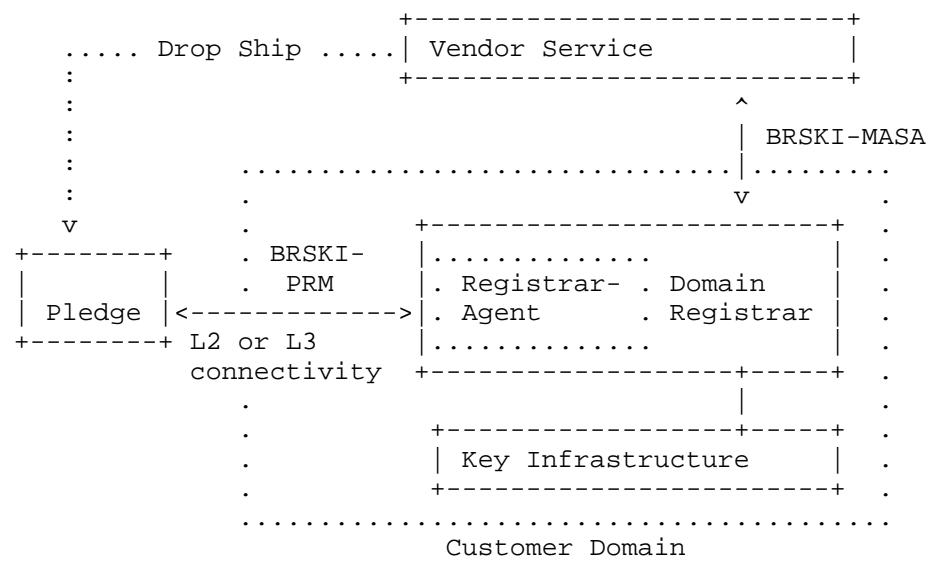 ..... Drop Ship .....| Vendor Service
BRSKI-MASA
BRSKI-
PRM
Registrar- . Domain
Pledge
Agent . Registrar
L2 or L3
connectivity
Key Infrastructure
Customer Domain